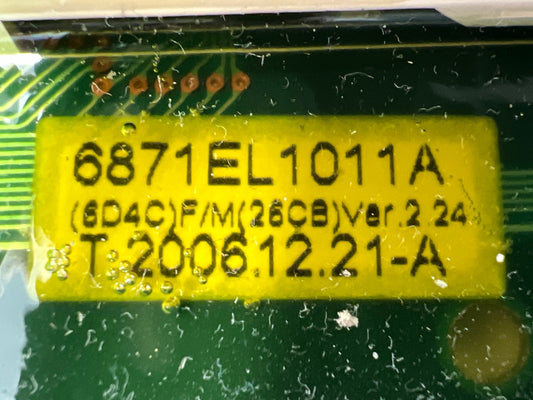 6871EL1011A
(6D4C)F/M(26CB)Ver.2.24
T.2006.12.21-A